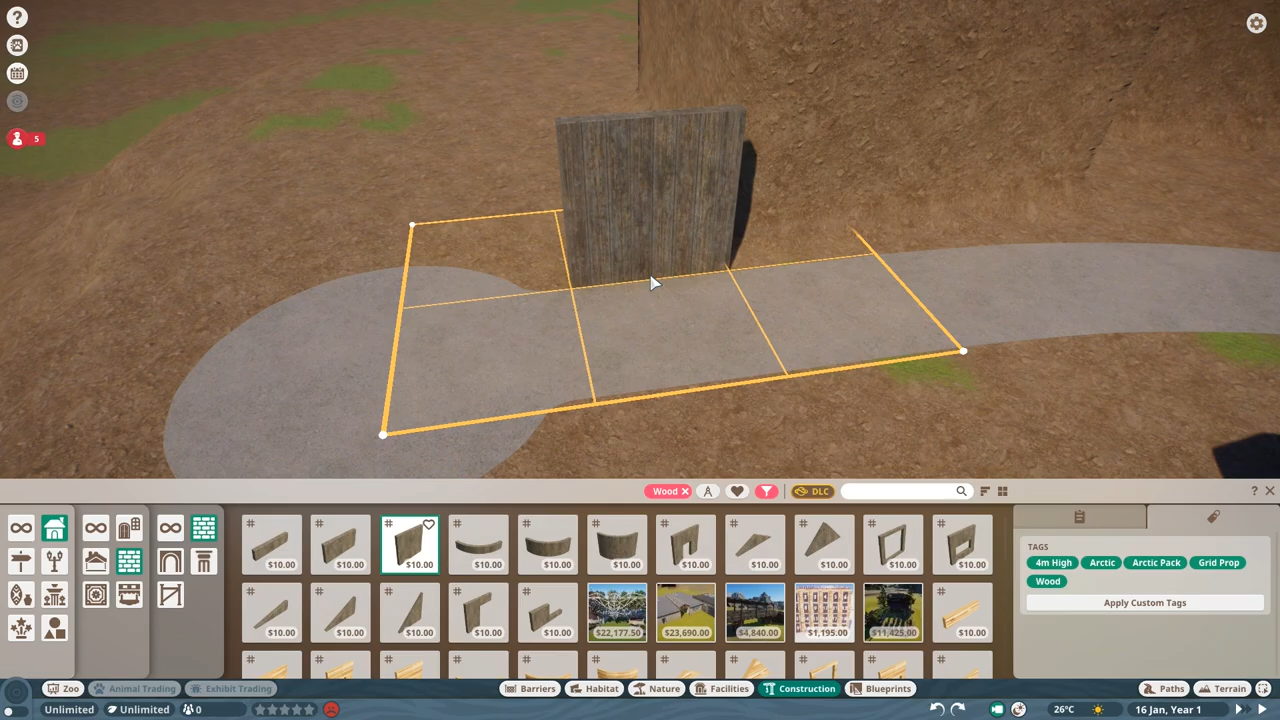 ?
5
Wood ×
DLC
? ×
$10.00 $10.00 $10.00 $10.00 $10.00 $10.00 $10.00 $10.00 $10.00 $10.00 $10.00
$10.00 $10.00 $10.00 $10.00 $10.00 $22,177.50 $23,690.00 $4,840.00 $1,195.00 $11,425.00 $10.00
TAGS
4m High Arctic Arctic Pack Grid Prop
Wood
Apply Custom Tags
Zoo Animal Trading Exhibit Trading Barriers Habitat Nature Facilities Construction Blueprints Paths Terrain
Unlimited Unlimited 0 26°C 16 Jan, Year 1